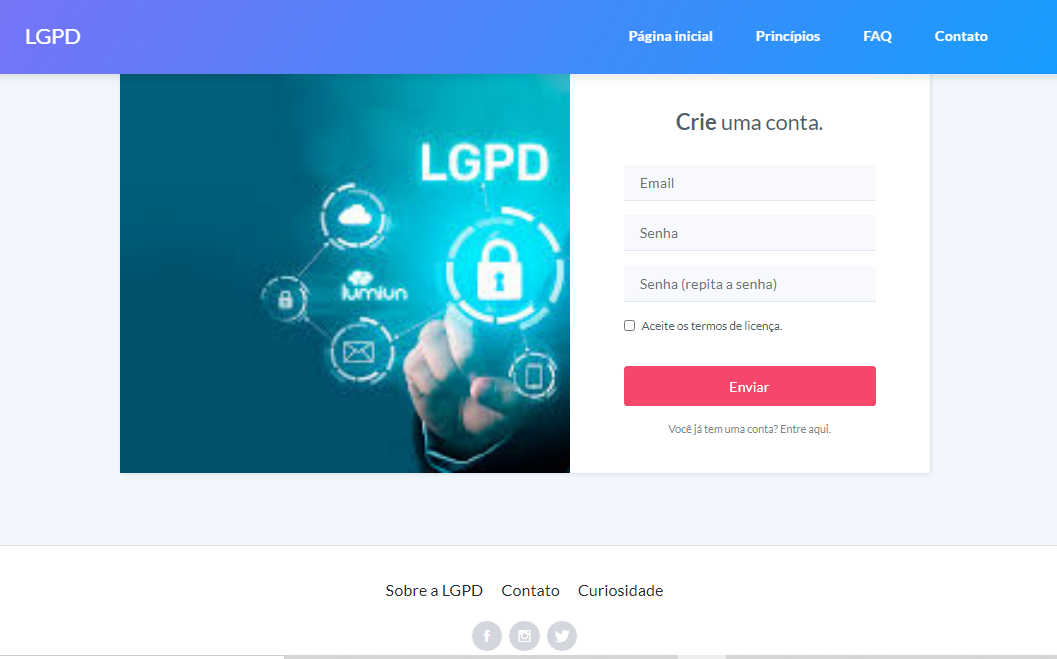 LGPD
Página inicial Princípios FAQ Contato
LGPD
lumiun
Crie uma conta.
Email
Senha
Senha (repita a senha)
Aceite os termos de licença.
Enviar
Você já tem uma conta? Entre aqui.
Sobre a LGPD Contato Curiosidade